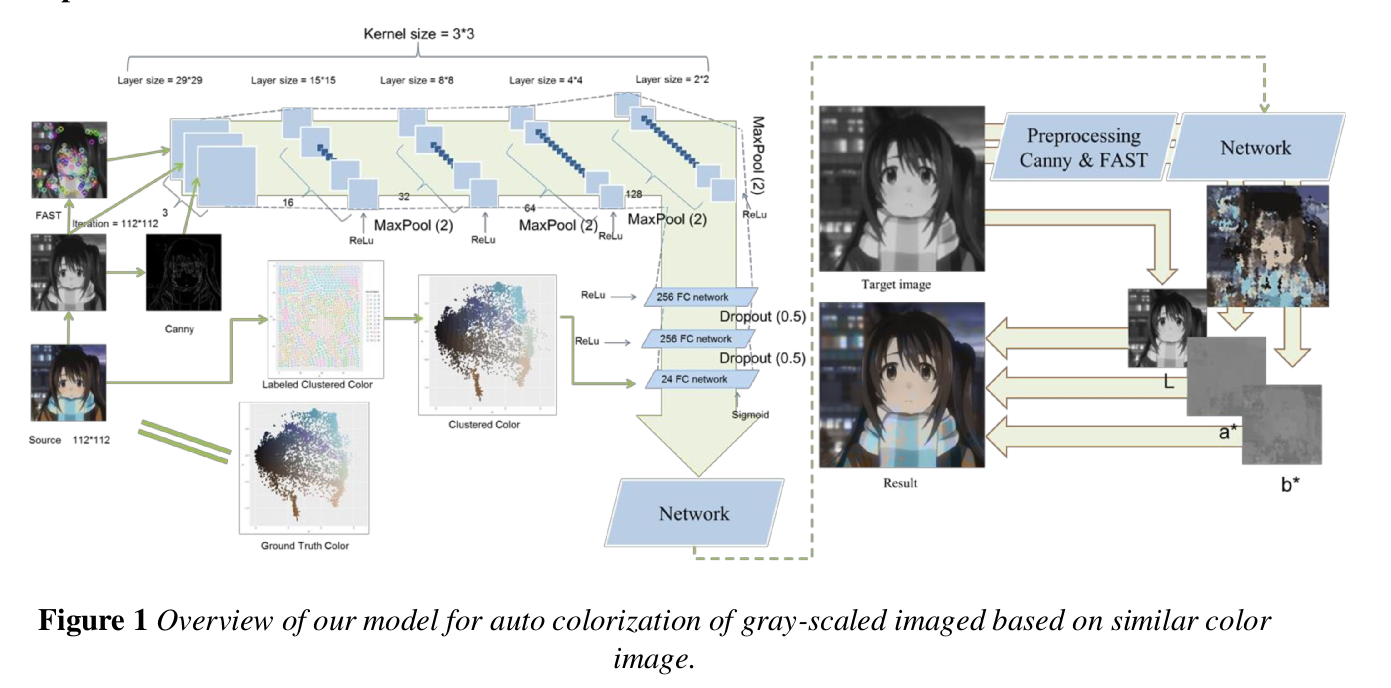 Kernel size = 3*3
Layer size = 29*29
Layer size = 15*15
Layer size = 8*8
Layer size = 4*4
Layer size = 2*2
MaxPool (2)
ReLu
FAST
Iteration = 112*112
3
16
32
64
128
MaxPool (2)
MaxPool (2)
MaxPool (2)
ReLu
ReLu
ReLu
Canny
Source 112*112
Labeled Clustered Color
Clustered Color
Ground Truth Color
ReLu
256 FC network
Dropout (0.5)
ReLu
256 FC network
Dropout (0.5)
24 FC network
Sigmoid
Network
Target image
Preprocessing
Canny & FAST
Network
L
a*
b*
Result
Figure 1 Overview of our model for auto colorization of gray-scaled imaged based on similar color
image.